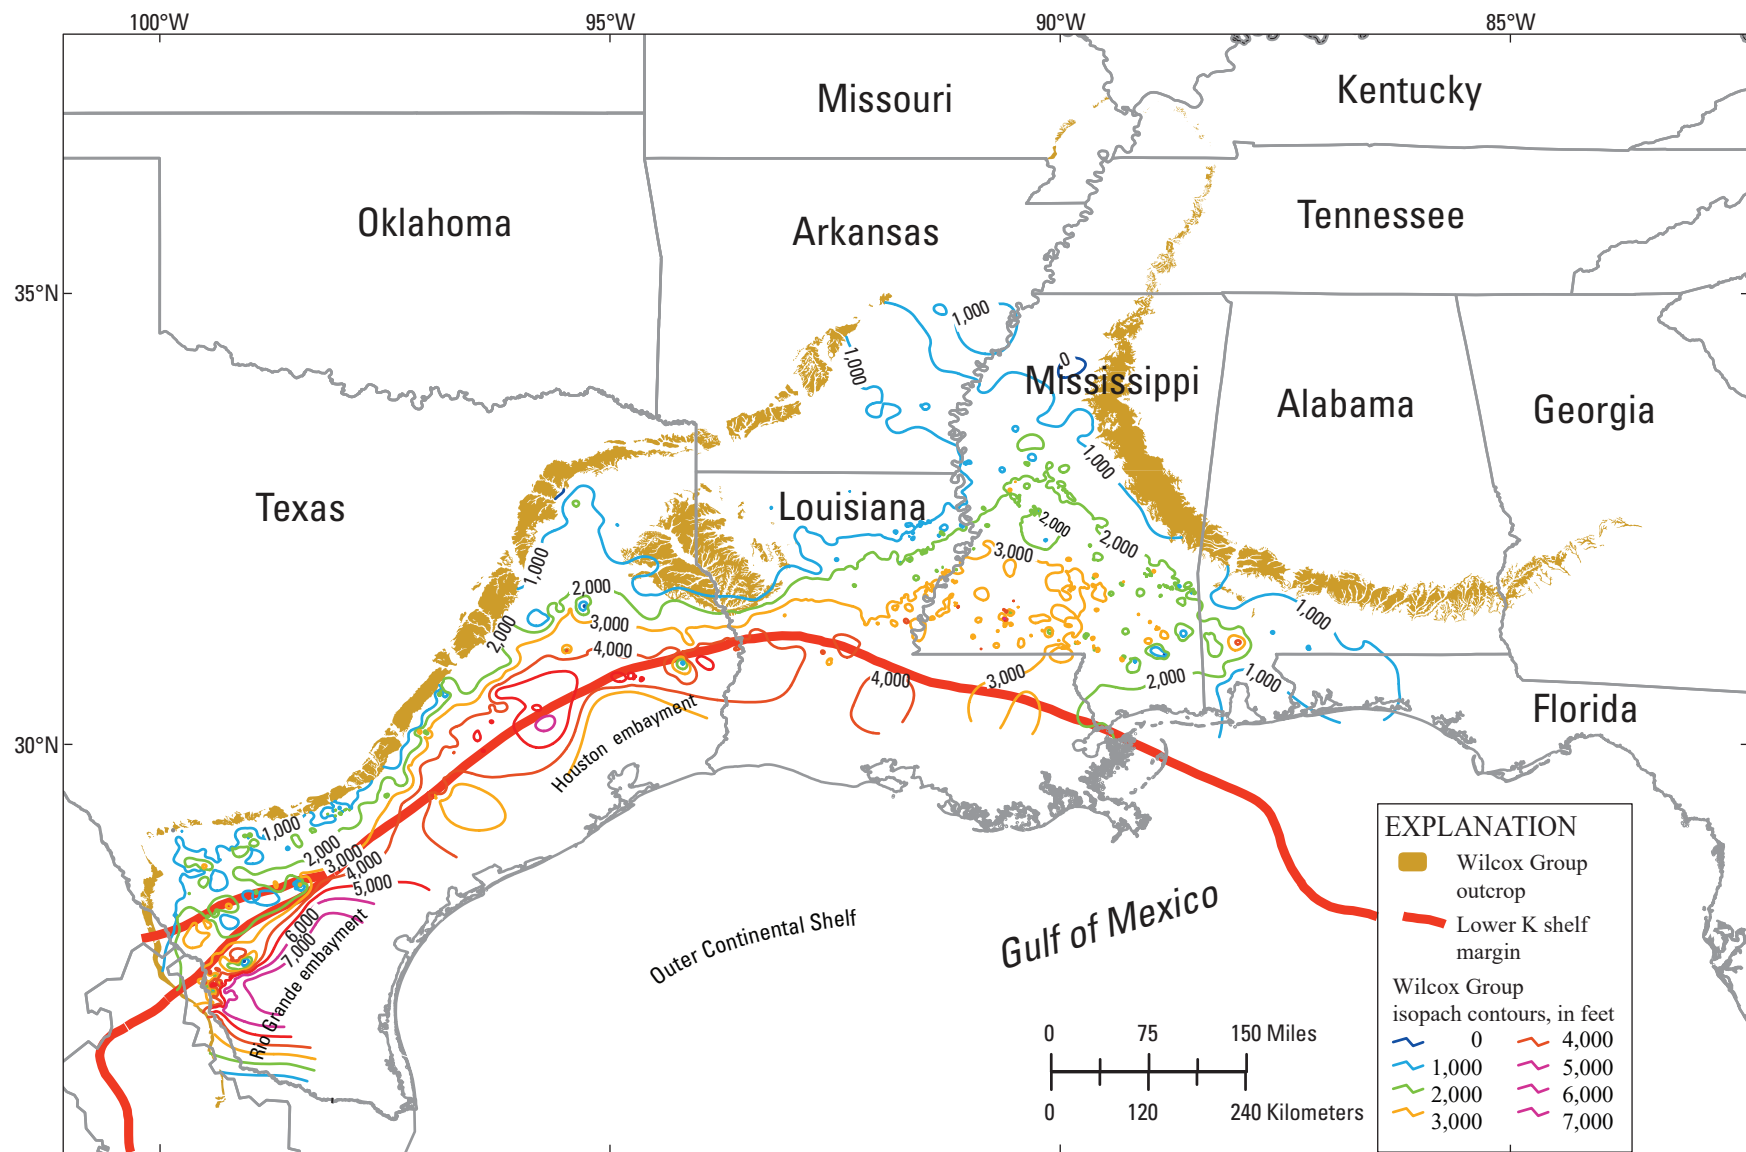 100°W
95°W
90°W
85°W
Missouri
Kentucky
Oklahoma
Arkansas
Tennessee
35°N
1,000
1,000
0
Mississippi
Alabama
Georgia
1,000
Texas
Louisiana
2,000
2,000
3,000
1,000
2,000
1,000
3,000
2,000
4,000
1,000
2,000
3,000
4,000
Florida
30°N
Houston embayment
1,000
2,000
3,000
4,000
5,000
6,000
7,000
Rio Grande embayment
Outer Continental Shelf
Gulf of Mexico
0 75 150 Miles
0 120 240 Kilometers
EXPLANATION
Wilcox Group
outcrop
Lower K shelf
margin
Wilcox Group
isopach contours, in feet
0 4,000
1,000 5,000
2,000 6,000
3,000 7,000